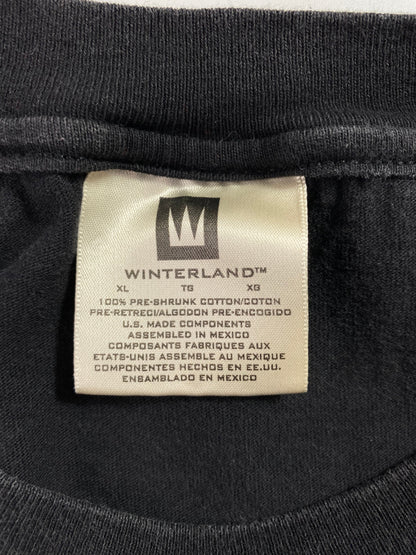 WINTERLAND™
XL TG XG
100% PRE-SHRUNK COTTON/COTON
PRE-RETRECI/ALGODON PRE-ENCOGIDO
U.S. MADE COMPONENTS
ASSEMBLED IN MEXICO
COMPOSANTS FABRIQUES AUX
ETATS-UNIS ASSEMBLE AU MEXIQUE
COMPONENTES HECHOS EN EE.UU.
ENSAMBLADO EN MEXICO